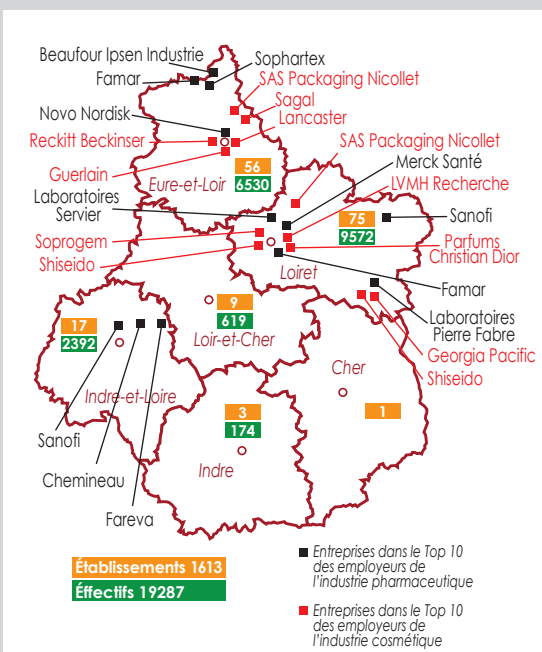 Beaufour Ipsen Industrie
Famar
Sophartex
SAS Packaging Nicollet
Sagal
Lancaster
Novo Nordisk
Reckitt Beckinser
Guerlain
56
6530
Eure-et-Loir
SAS Packaging Nicollet
Merck Santé
LVMH Recherche
Laboratoires
Servier
75
9572
Sanofi
Soprogem
Shiseido
Parfums
Christian Dior
Loiret
Famar
9
619
Loir-et-Cher
Laboratoires
Pierre Fabre
Georgia Pacific
Shiseido
17
2392
Indre-et-Loire
Cher
1
3
174
Indre
Sanofi
Chemineau
Fareva
Établissements 1613
Éffectifs 19287
Entreprises dans le Top 10
des employeurs de
l'industrie pharmaceutique
Entreprises dans le Top 10
des employeurs de
l'industrie cosmétique